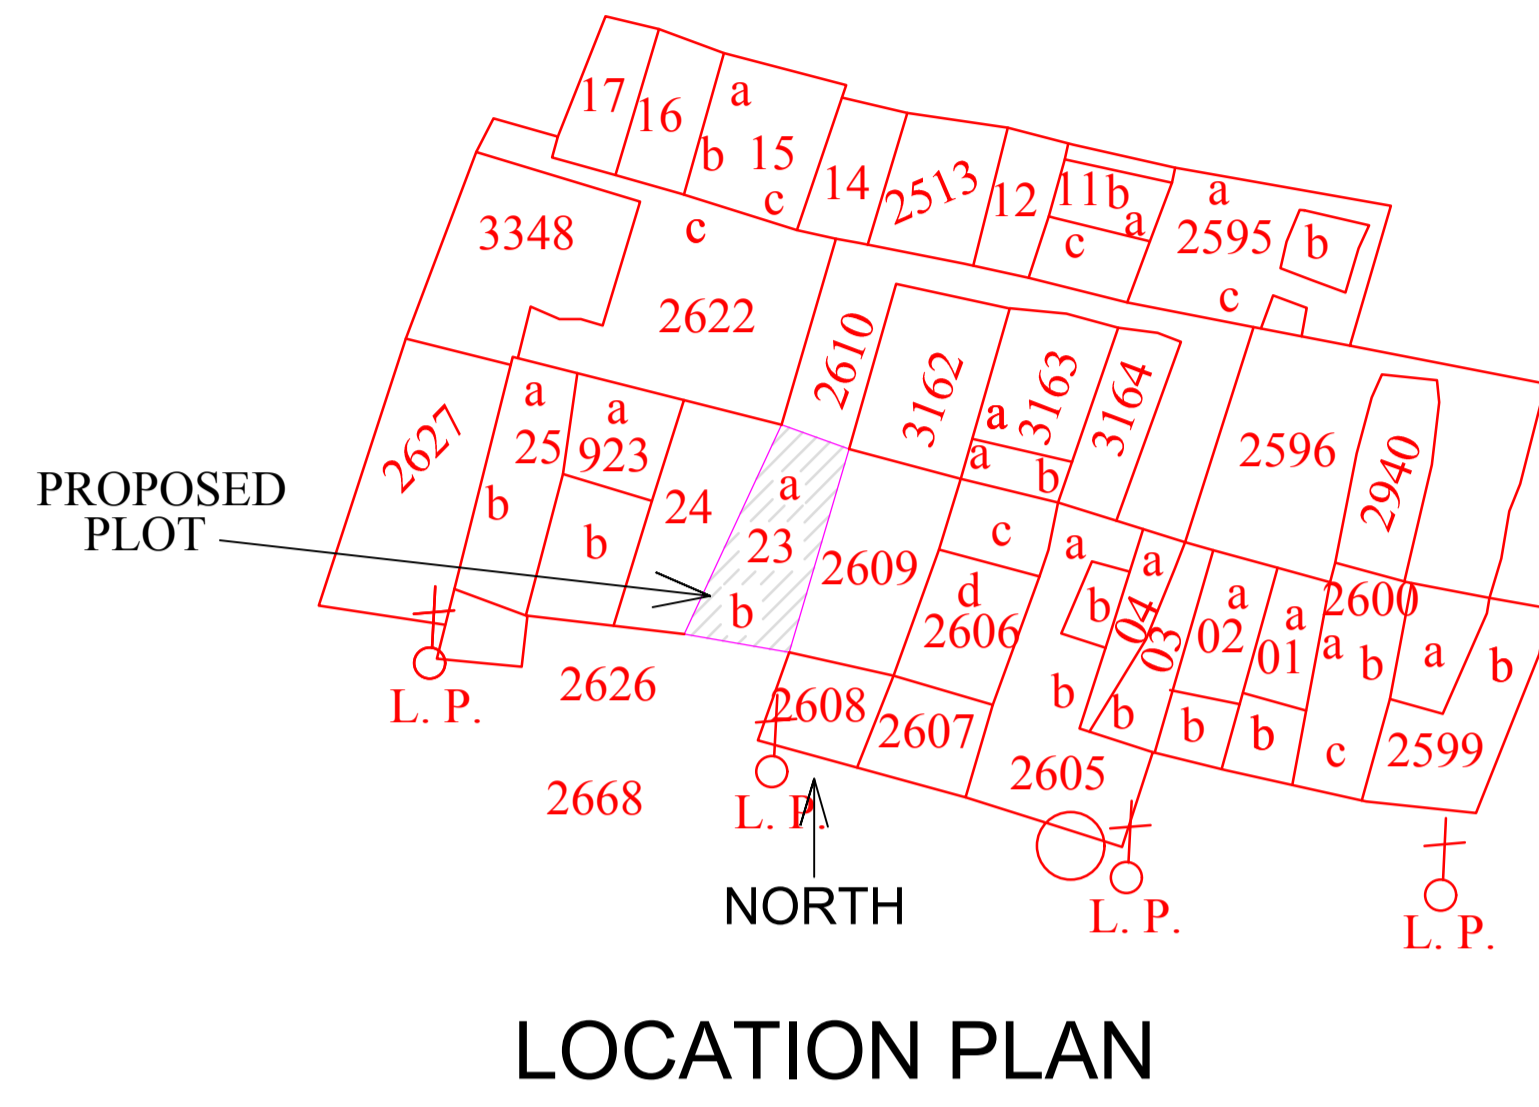 17
16
a
b 15
c
14
2513
12
11b
a
c
a
2595
b
c
3348
c
2622
2610
3162
a
3163
a
b
3164
2596
2940
2627
a
25
b
a
923
b
24
PROPOSED
PLOT
a
23
b
2609
c
d
2606
a
b
b
2605
a
04
03
b
a
02
b
a
01
b
2600
a
b
c
a
b
2599
2608
2607
2626
2668
L. P.
L. P.
L. P.
L. P.
NORTH
LOCATION PLAN